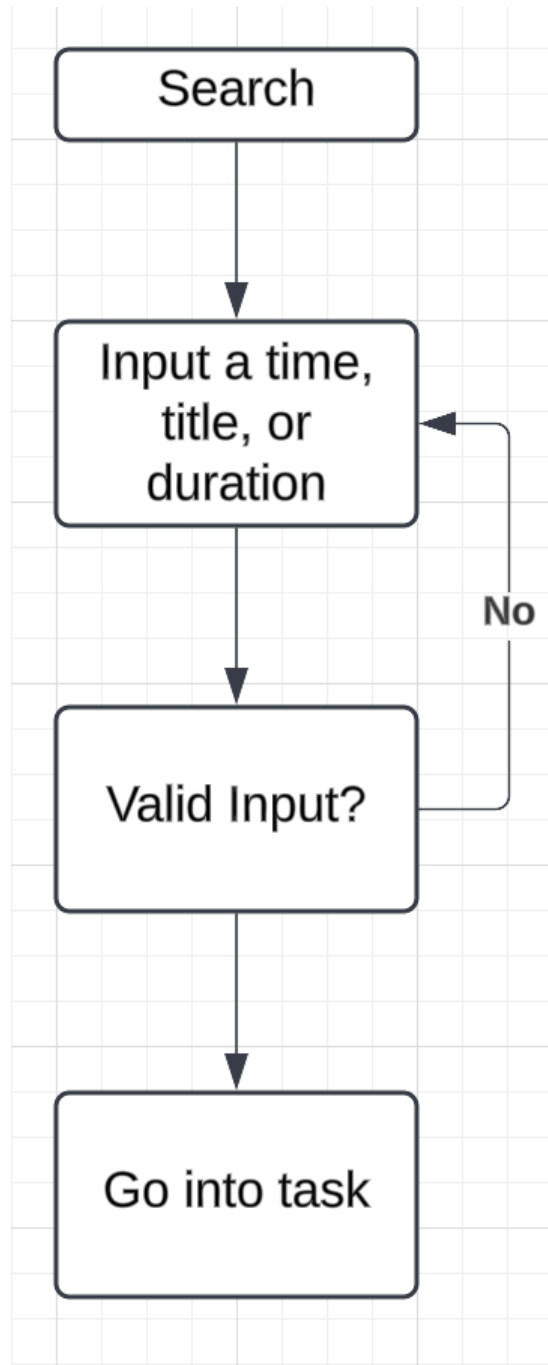 Search
Input a time,
title, or
duration
No
Valid Input?
Go into task